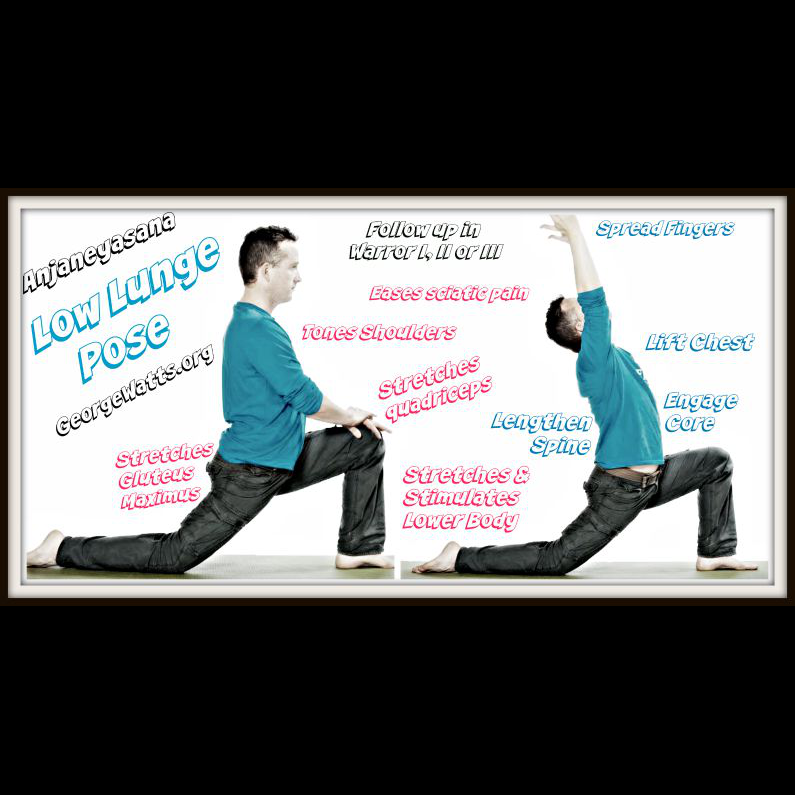 Anjaneyasana
Low Lunge
Pose
GeorgeWatts.org
Stretches
Gluteus
Maximus
Follow up in
Warror I, II or III
Eases sciatic pain
Tones Shoulders
Stretches
quadriceps
Stretches &
Stimulates
Lower Body
Spread Fingers
Lift Chest
Engage
Core
Lengthen
Spine